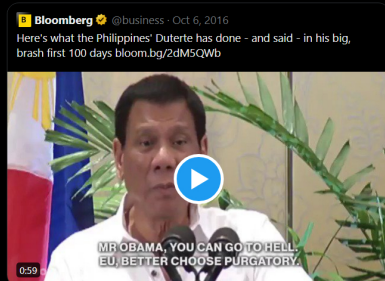 Bloomberg @business · Oct 6, 2016
Here's what the Philippines' Duterte has done - and said - in his big,
brash first 100 days bloom.bg/2dM5QWb
MR OBAMA, YOU CAN GO TO HELL.
EU, BETTER CHOOSE PURGATORY.
0:59